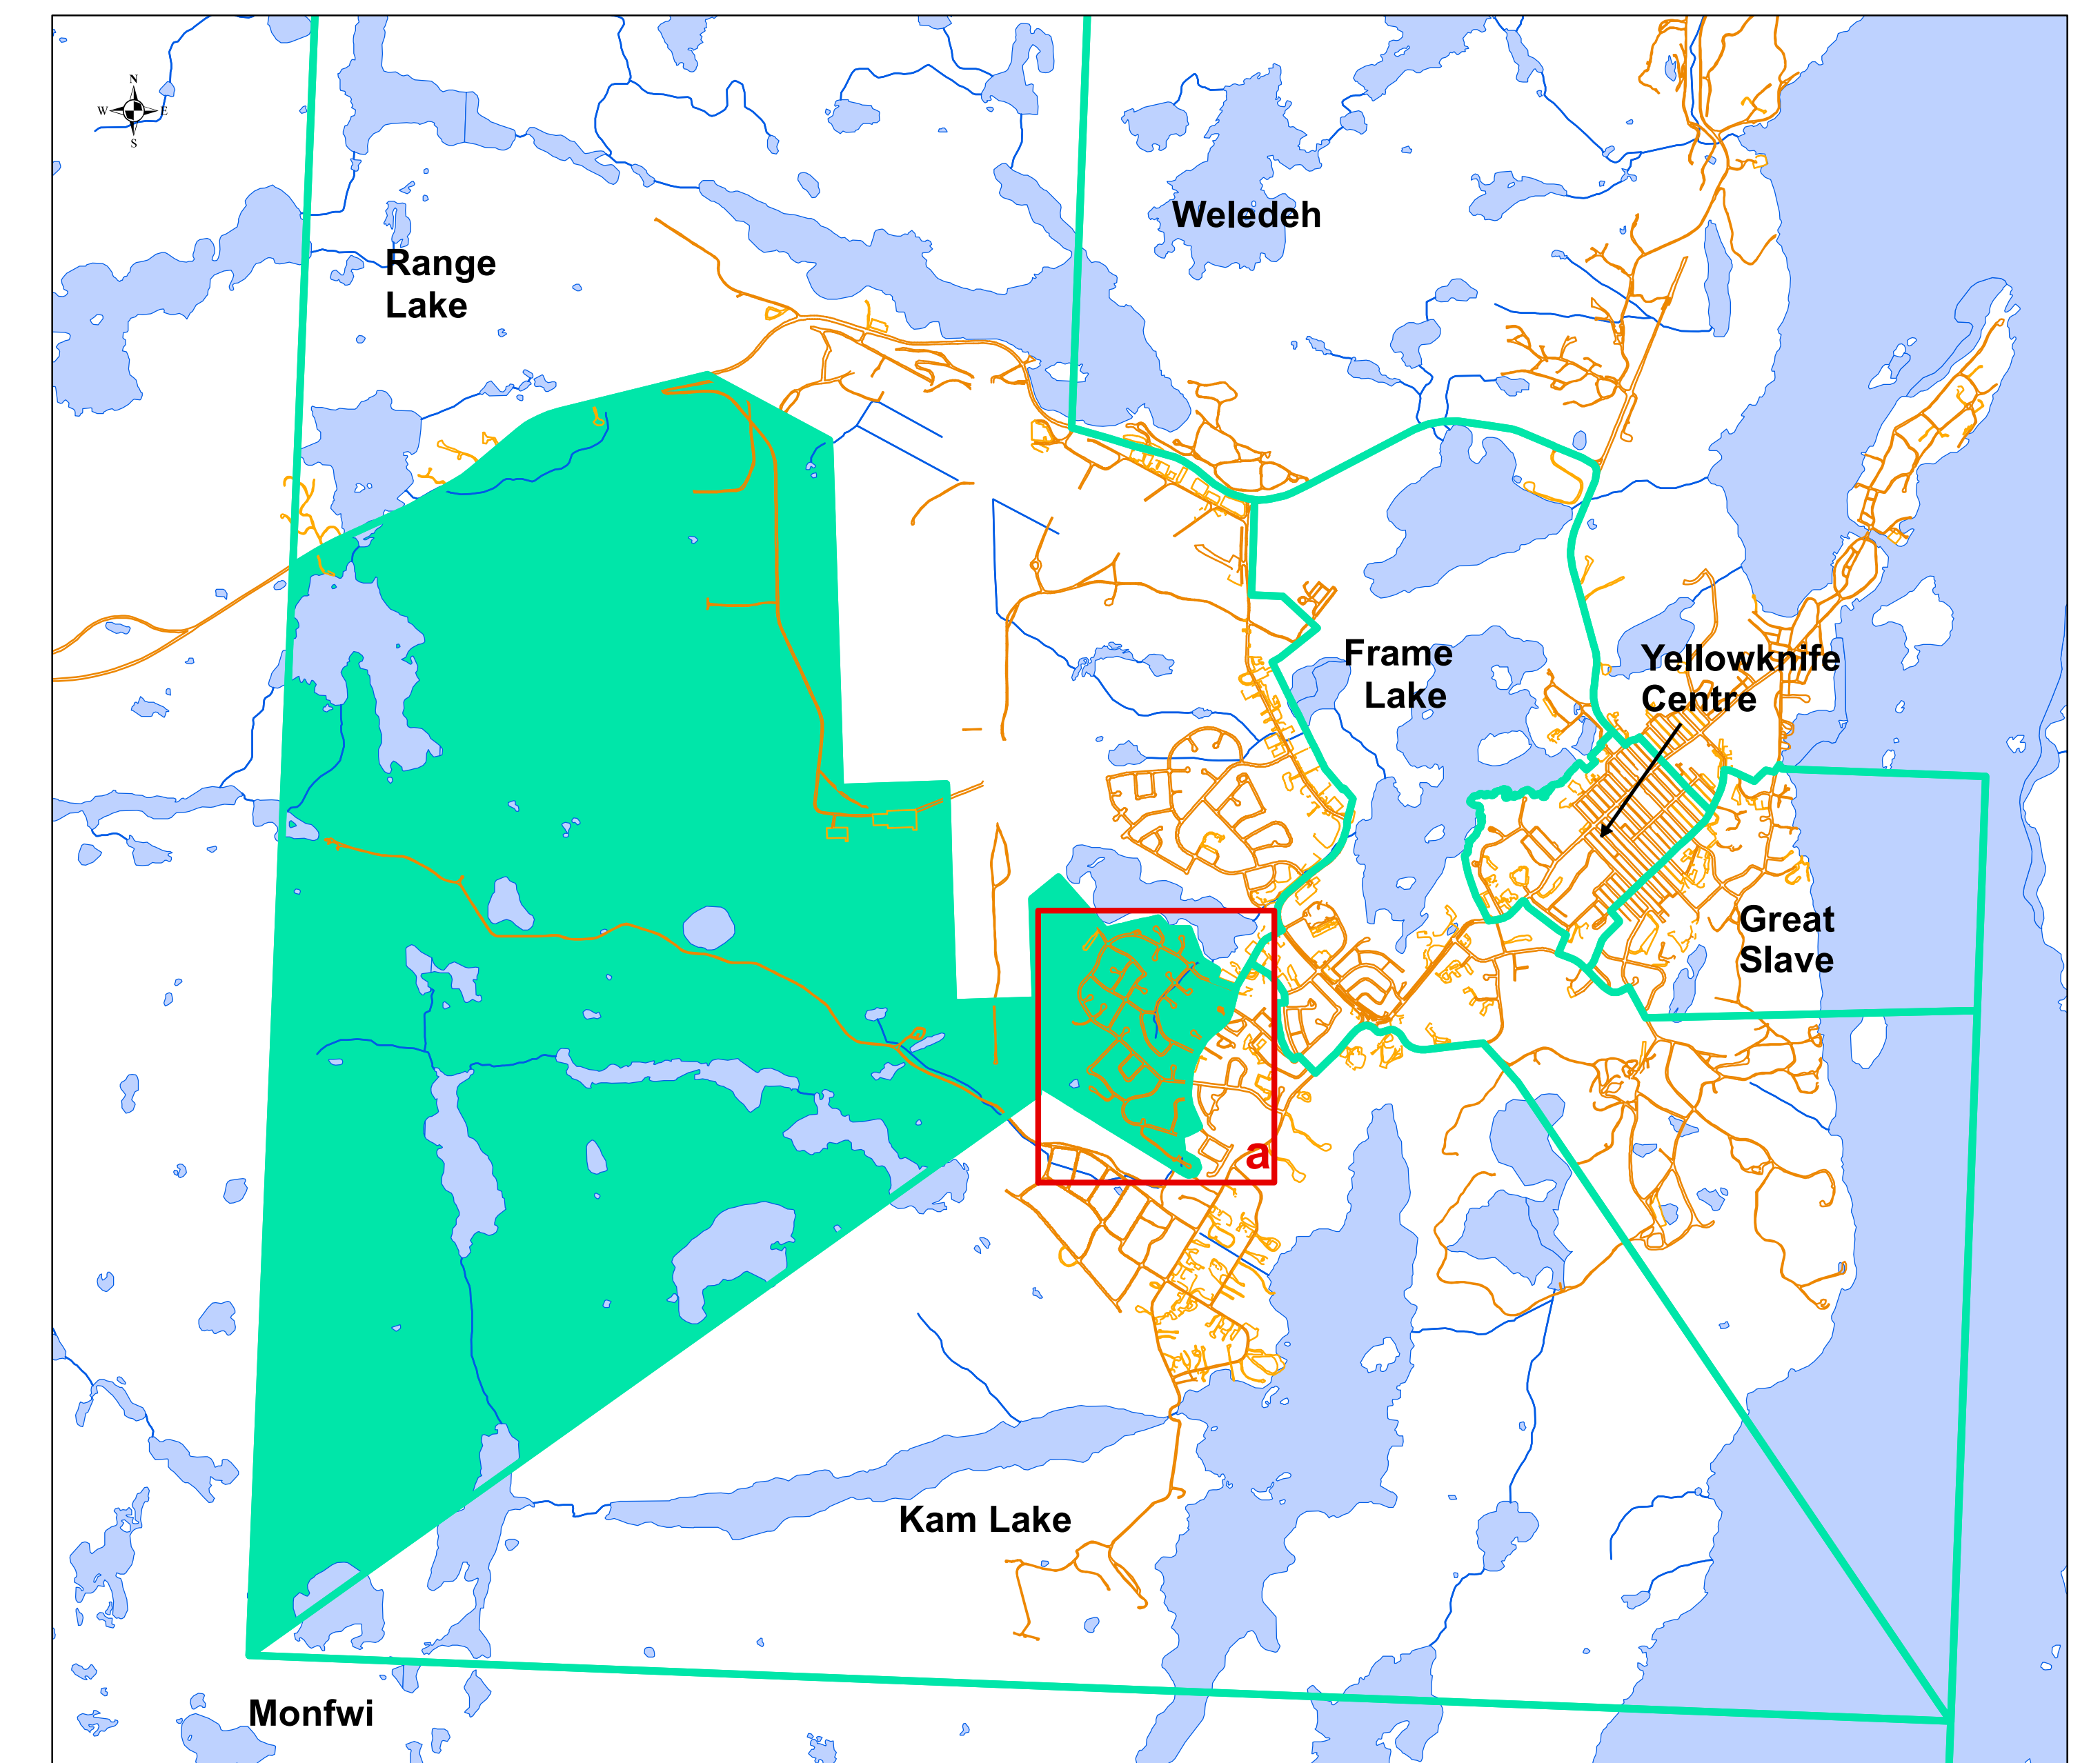 N
W E
S
Weledeh
Range
Lake
Frame
Lake
Yellowknife
Centre
Great
Slave
a
Kam Lake
Monfwi